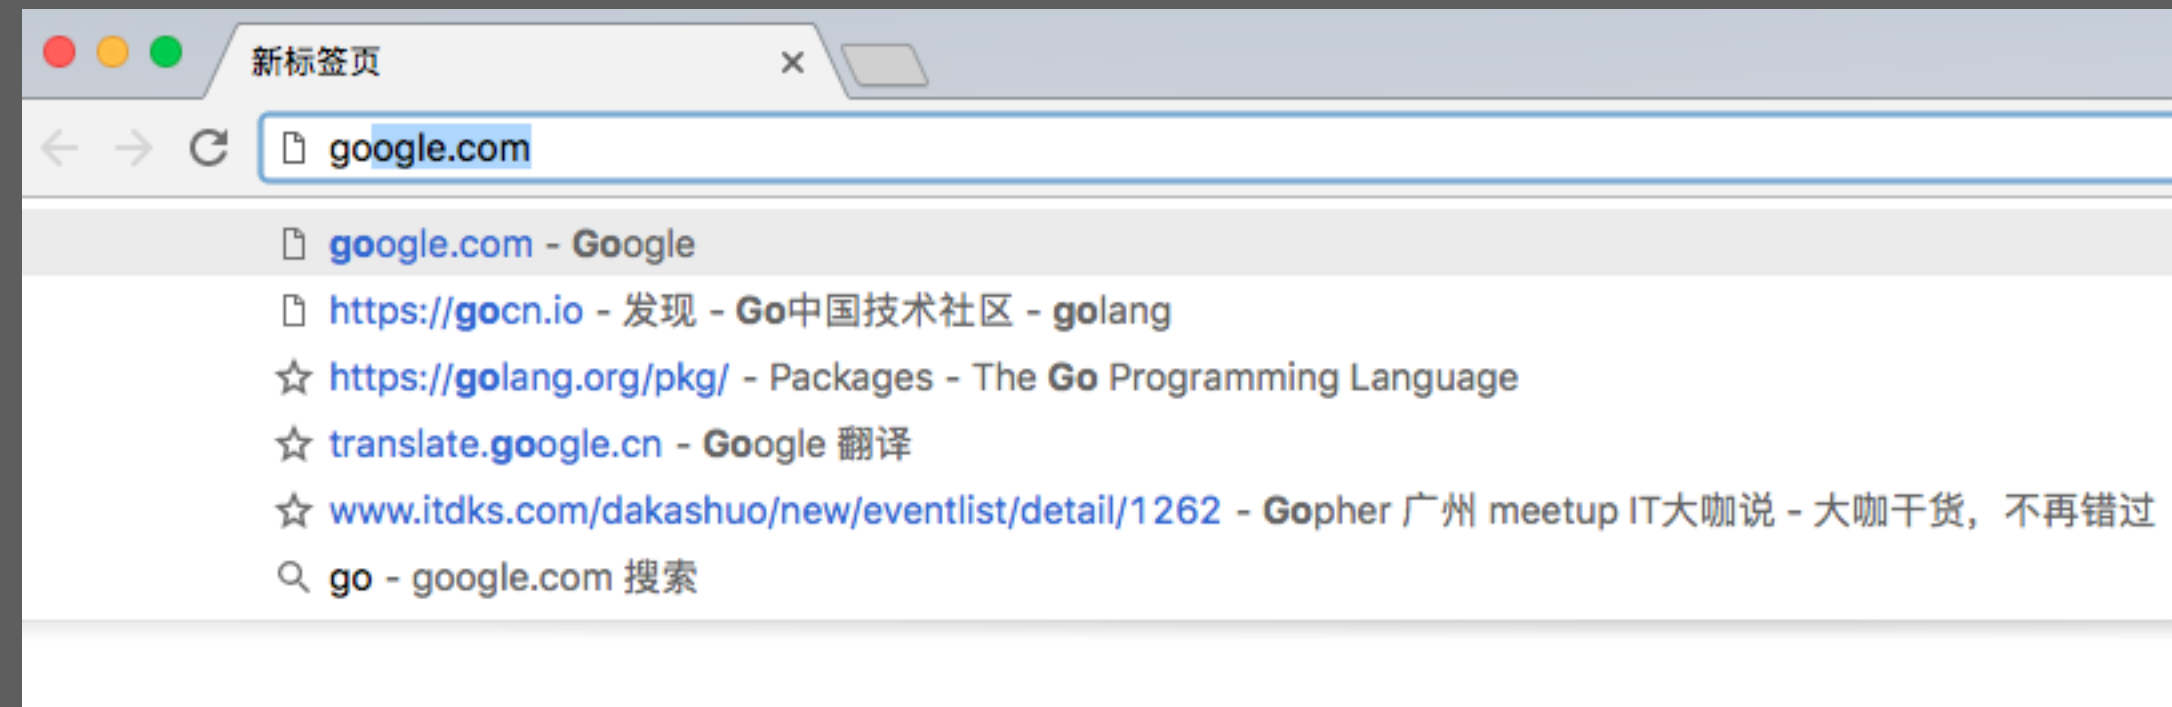 新标签页
google.com
google.com - Google
https://gocn.io - 发现 - Go中国技术社区 - golang
https://golang.org/pkg/ - Packages - The Go Programming Language
translate.google.cn - Google 翻译
www.itdks.com/dakashuo/new/eventlist/detail/1262 - Gopher 广州 meetup IT大咖说 - 大咖干货，不再错过
go - google.com 搜索